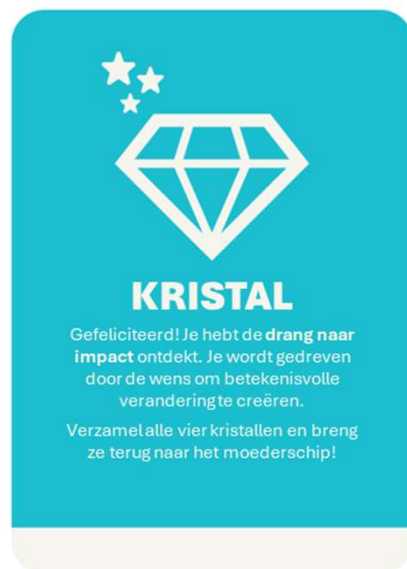 KRISTAL
Gefeliciteerd! Je hebt de drang naar
impact ontdekt. Je wordt gedreven
door de wens om betekenisvolle
verandering te creëren.
Verzamel alle vier kristallen en breng
ze terug naar het moederschip!